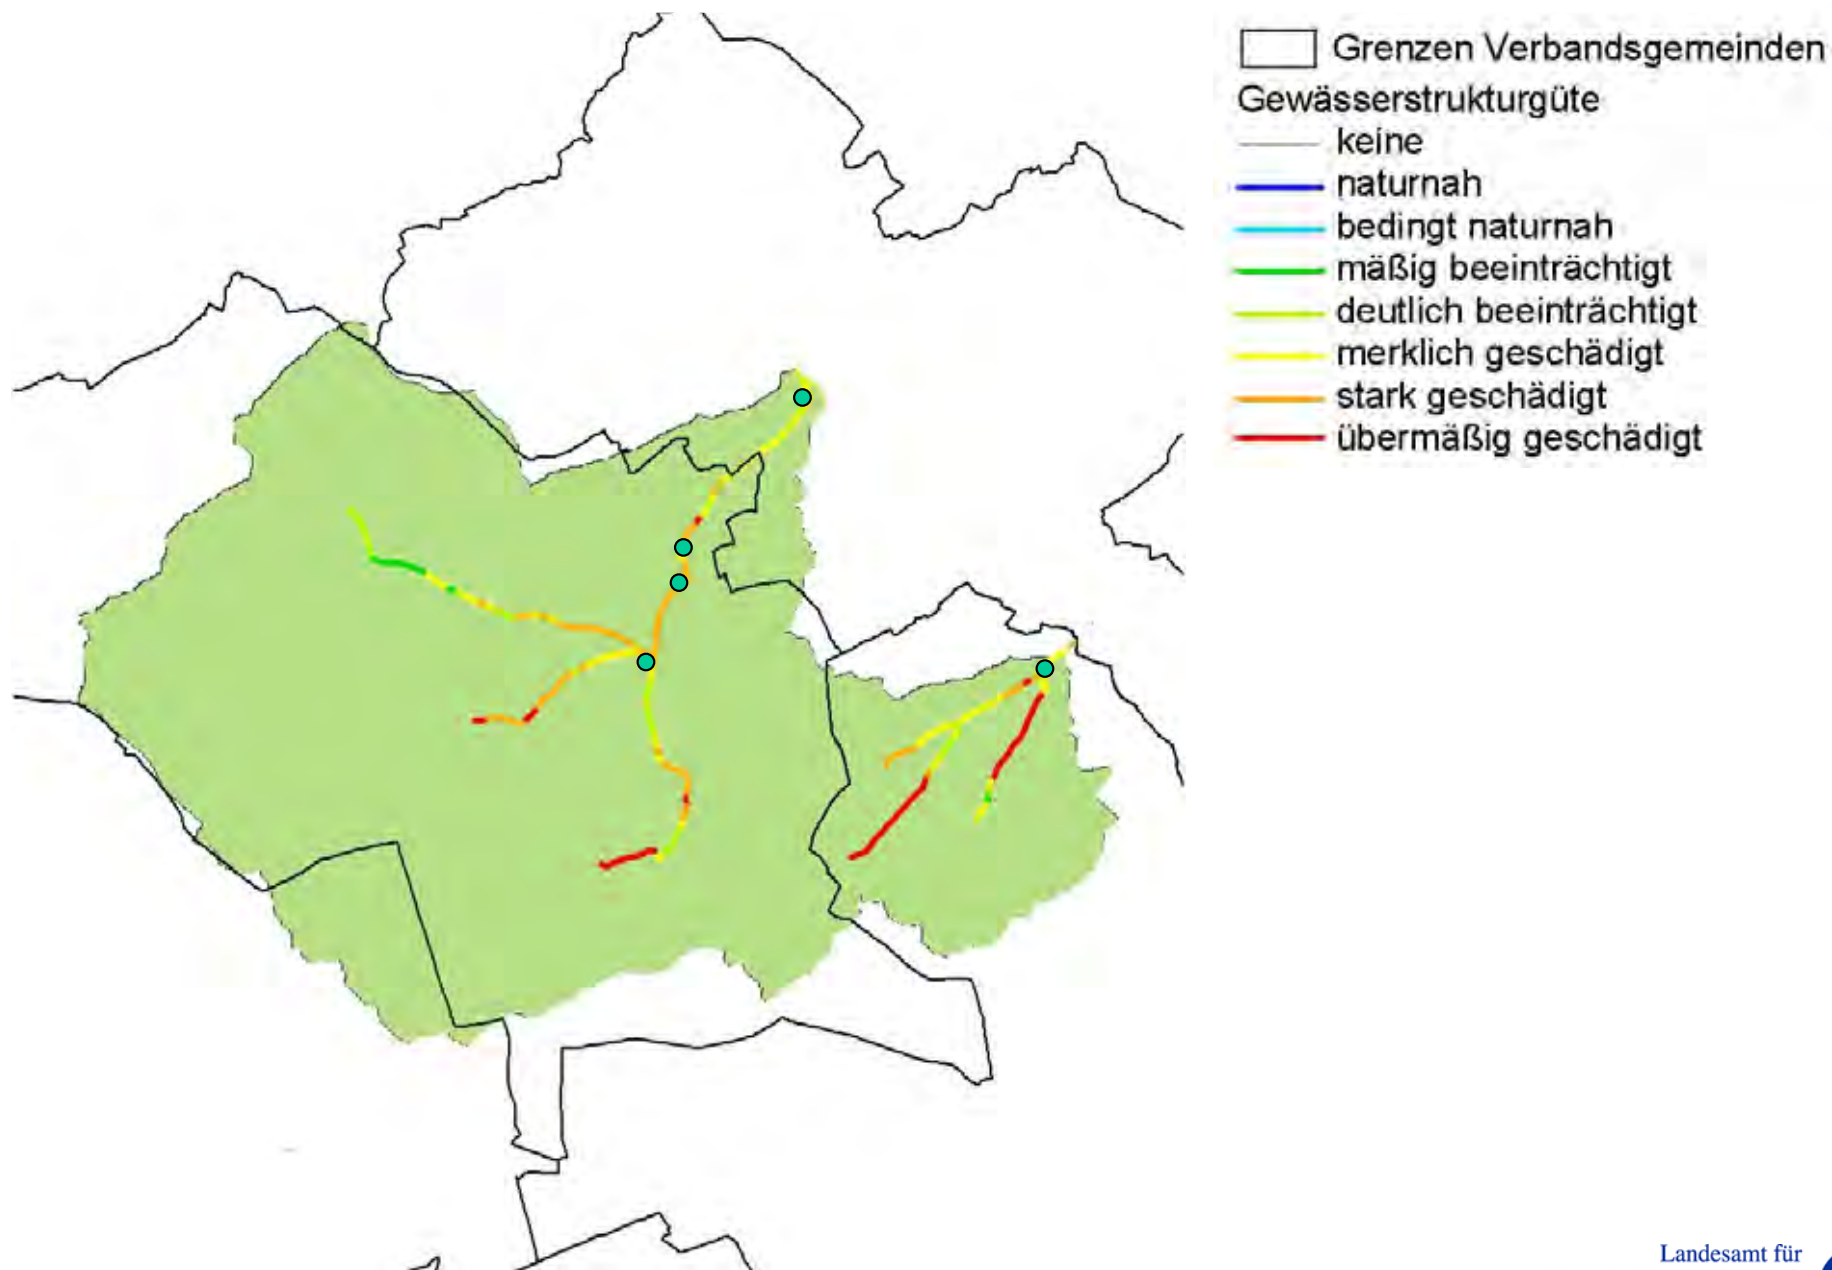 Grenzen Verbandsgemeinden
Gewässerstrukturgüte
keine
naturnah
bedingt naturnah
mäßig beeinträchtigt
deutlich beeinträchtigt
merklich geschädigt
stark geschädigt
übermäßig geschädigt
Landesamt für